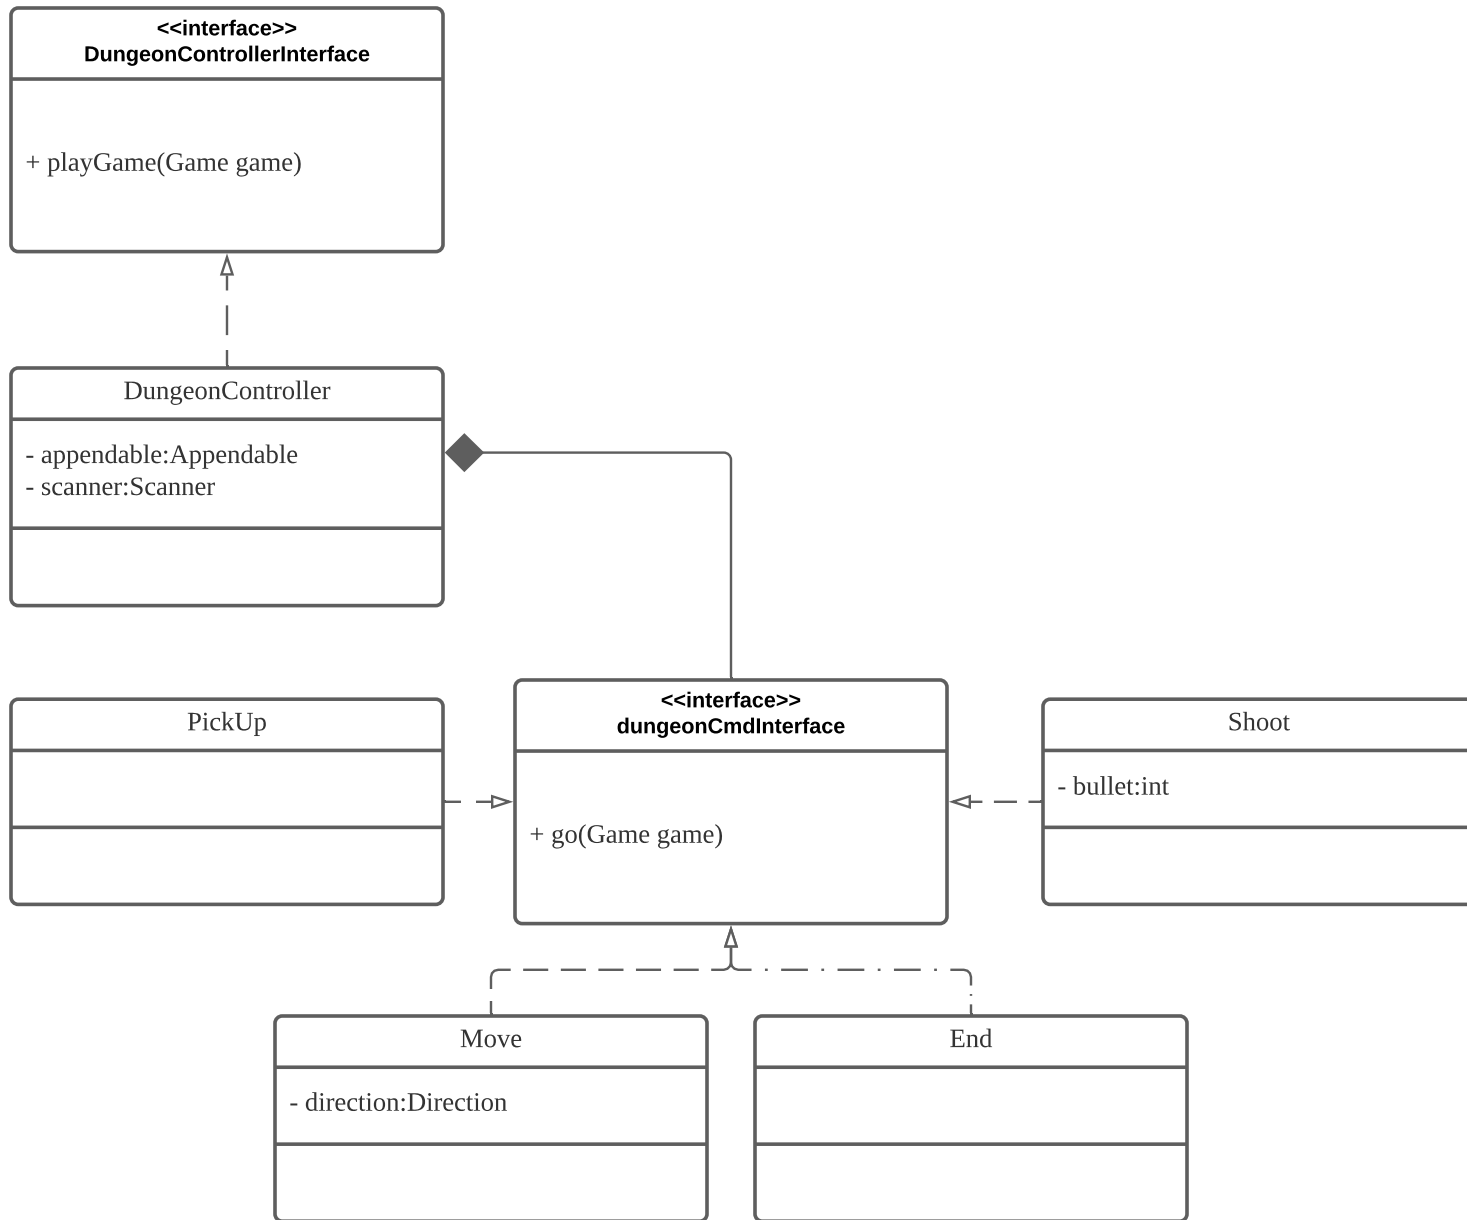 <<interface>>
DungeonControllerInterface
+ playGame(Game game)
DungeonController
- appendable:Appendable
- scanner:Scanner
PickUp
<<interface>>
dungeonCmdInterface
+ go(Game game)
Shoot
- bullet:int
Move
- direction:Direction
End